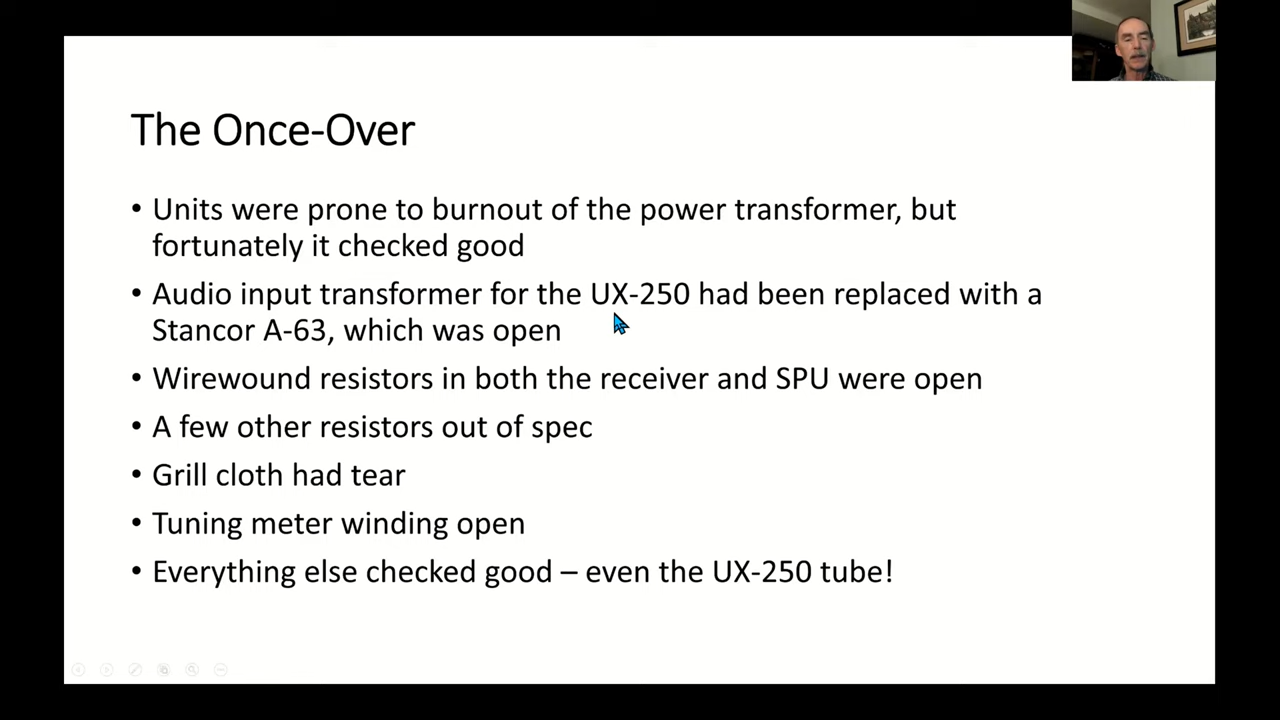 The Once-Over
• Units were prone to burnout of the power transformer, but
fortunately it checked good
• Audio input transformer for the UX-250 had been replaced with a
Stancor A-63, which was open
• Wirewound resistors in both the receiver and SPU were open
• A few other resistors out of spec
• Grill cloth had tear
• Tuning meter winding open
• Everything else checked good – even the UX-250 tube!